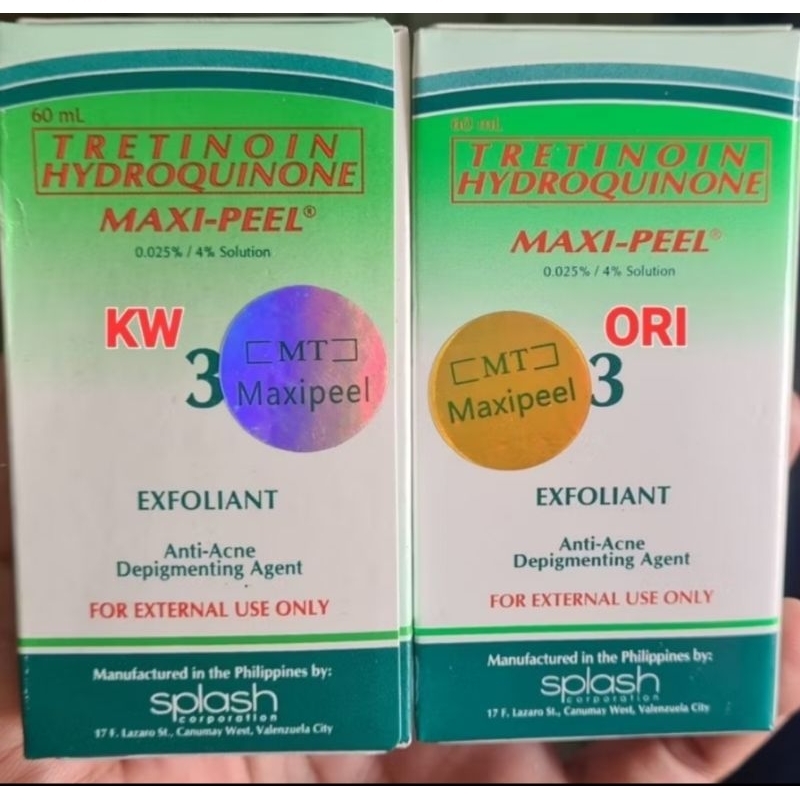 60 mL
TRETINOIN
HYDROQUINONE
MAXI-PEEL®
0.025% / 4% Solution
KW
3
MT
Maxipeel
EXFOLIANT
Anti-Acne
Depigmenting Agent
FOR EXTERNAL USE ONLY
Manufactured in the Philippines by:
splash
corporation
17 F. Lazaro St., Canumay West, Valenzuela City
60 mL
TRETINOIN
HYDROQUINONE
MAXI-PEEL®
0.025% / 4% Solution
ORI
MT
Maxipeel
3
EXFOLIANT
Anti-Acne
Depigmenting Agent
FOR EXTERNAL USE ONLY
Manufactured in the Philippines by:
splash
corporation
17 F. Lazaro St., Canumay West, Valenzuela City